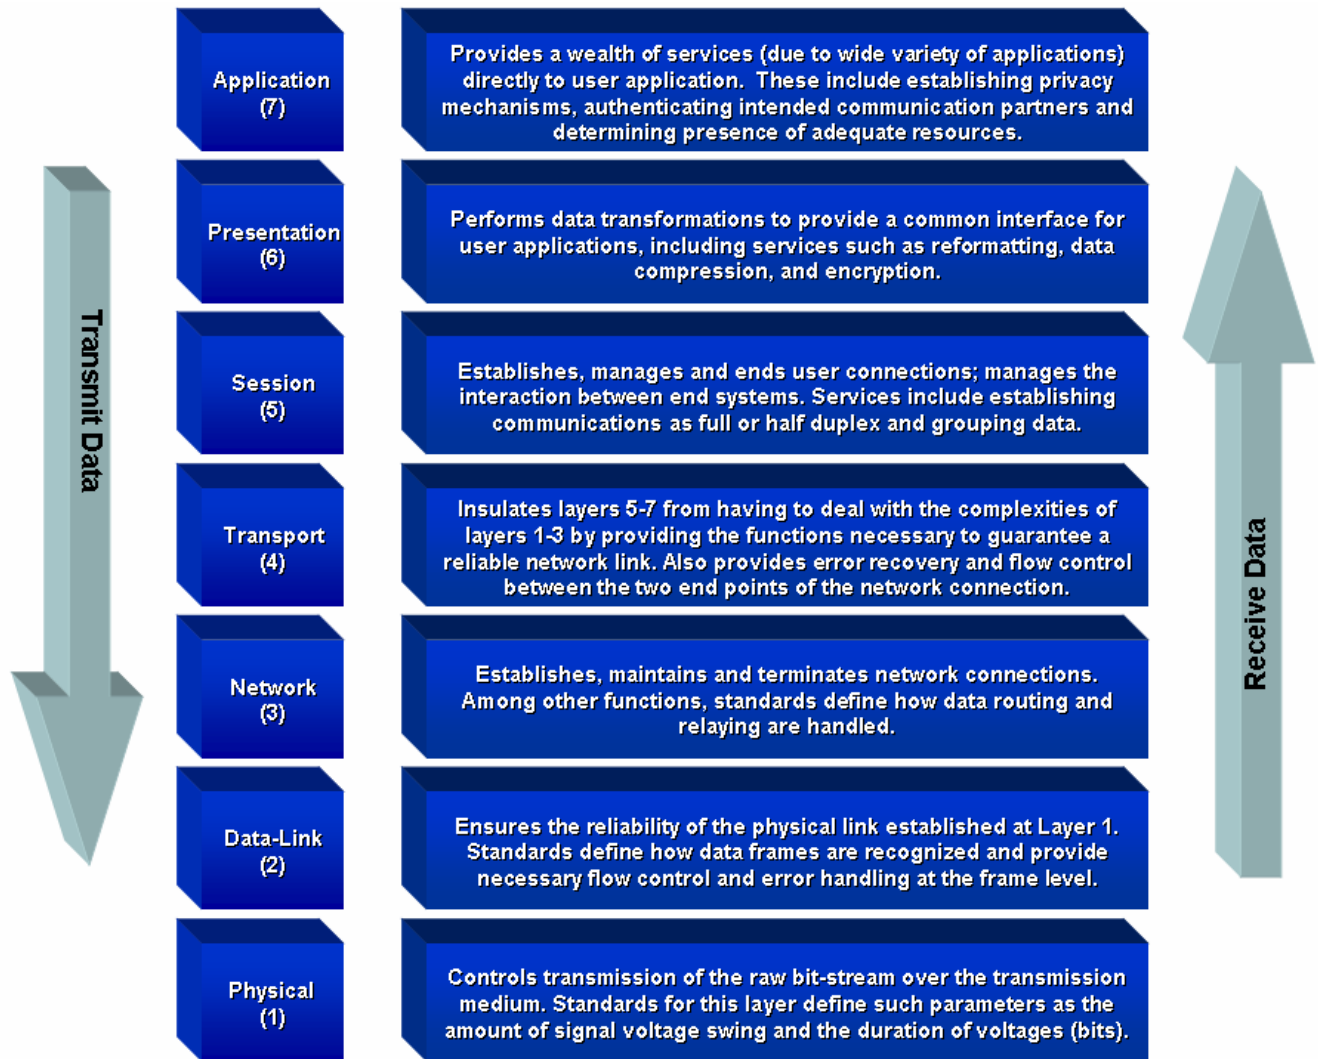 Application
(7)
Provides a wealth of services (due to wide variety of applications)
directly to user application. These include establishing privacy
mechanisms, authenticating intended communication partners and
determining presence of adequate resources.
Presentation
(6)
Performs data transformations to provide a common interface for
user applications, including services such as reformatting, data
compression, and encryption.
Session
(5)
Establishes, manages and ends user connections; manages the
interaction between end systems. Services include establishing
communications as full or half duplex and grouping data.
Transport
(4)
Insulates layers 5-7 from having to deal with the complexities of
layers 1-3 by providing the functions necessary to guarantee a
reliable network link. Also provides error recovery and flow control
between the two end points of the network connection.
Network
(3)
Establishes, maintains and terminates network connections.
Among other functions, standards define how data routing and
relaying are handled.
Data-Link
(2)
Ensures the reliability of the physical link established at Layer 1.
Standards define how data frames are recognized and provide
necessary flow control and error handling at the frame level.
Physical
(1)
Controls transmission of the raw bit-stream over the transmission
medium. Standards for this layer define such parameters as the
amount of signal voltage swing and the duration of voltages (bits).
Transmit Data
Receive Data